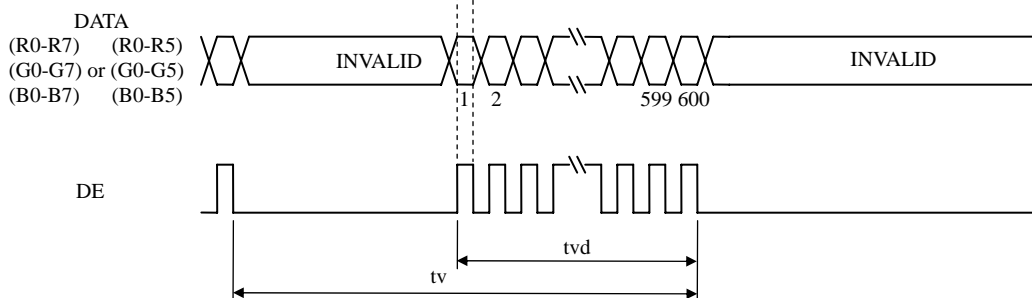 DATA
(R0-R7) (R0-R5)
(G0-G7) or (G0-G5)
(B0-B7) (B0-B5)
INVALID
INVALID
1 2 599 600
DE
tvd
tv